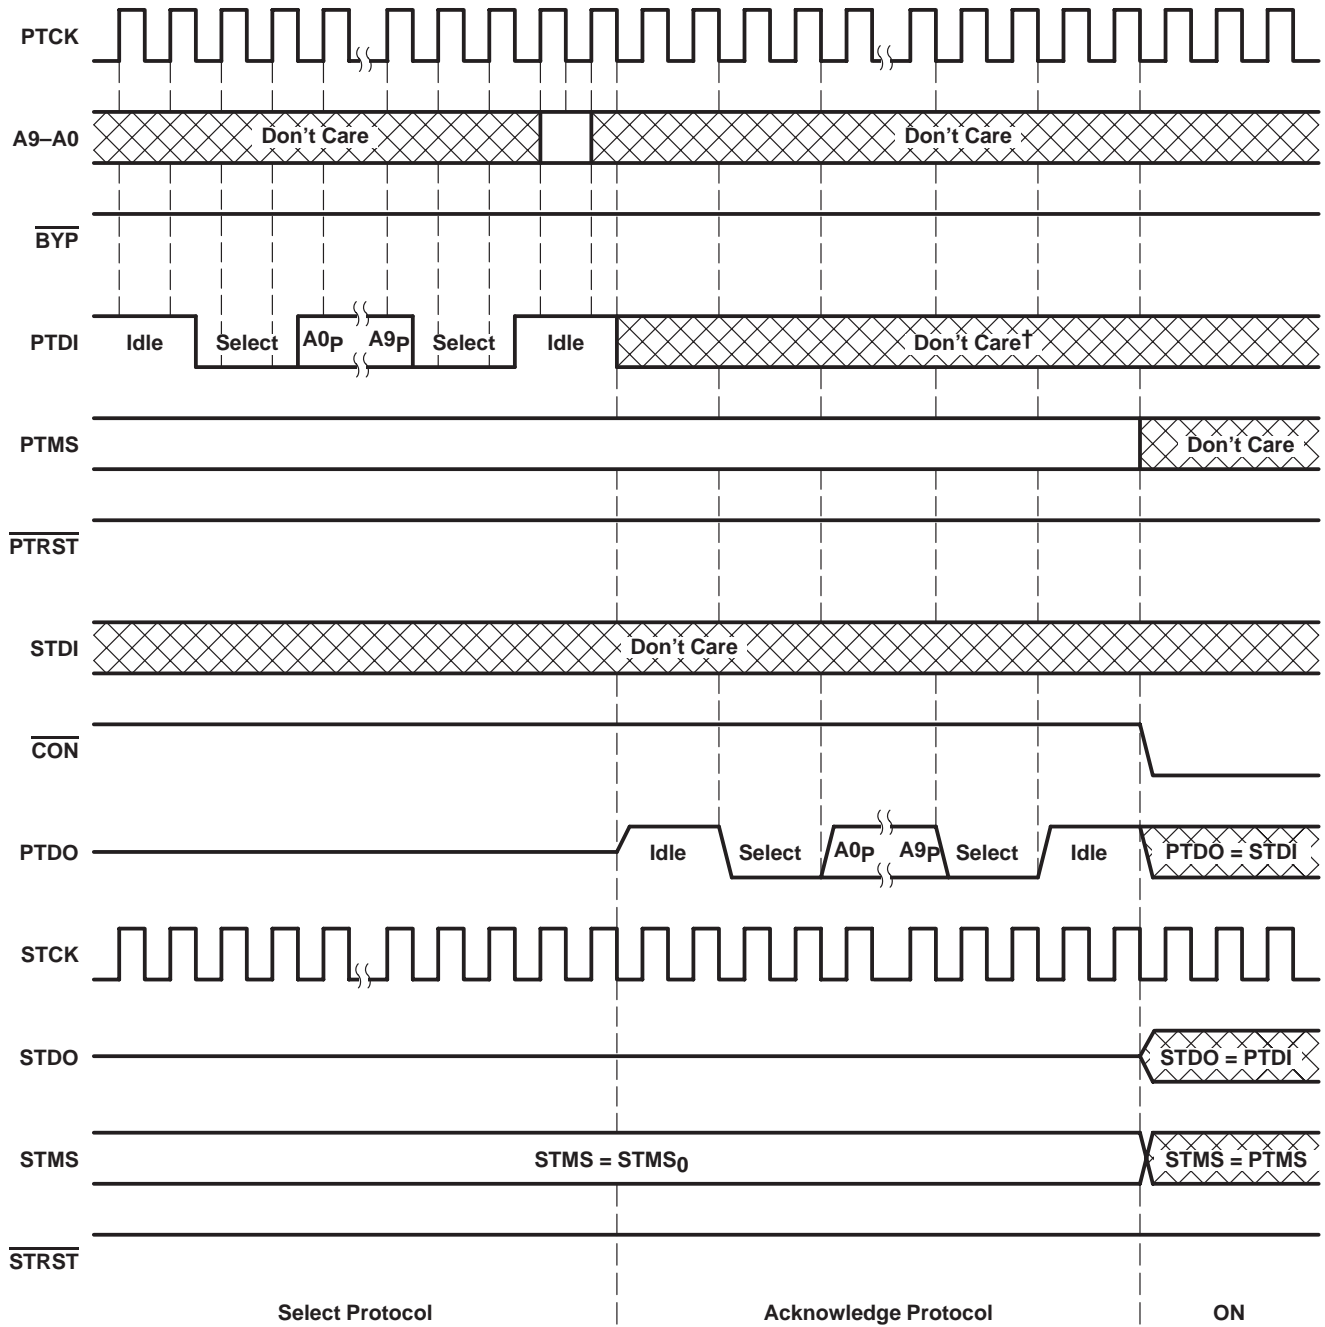 PTCK
A9–A0 Don't Care Don't Care
BYP
PTDI Idle Select A0P A9P Select Idle Don't Care†
PTMS Don't Care
PTRST
STDI Don't Care
CON
PTDO Idle Select A0P A9P Select Idle PTDO = STDI
STCK
STDO STDO = PTDI
STMS STMS = STMS0 STMS = PTMS
STRST
Select Protocol Acknowledge Protocol ON